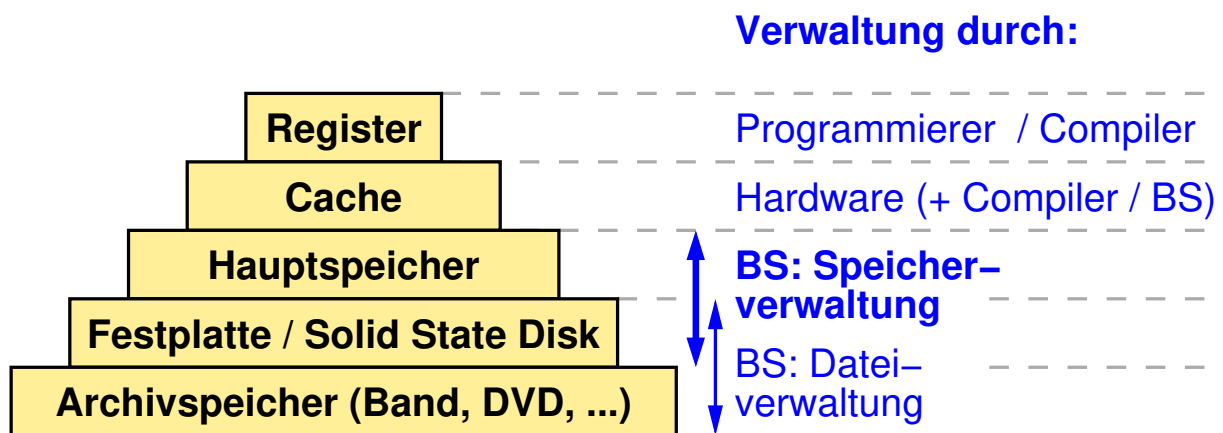 Verwaltung durch:
Register
Programmierer / Compiler
Cache
Hardware (+ Compiler / BS)
Hauptspeicher
BS: Speicher–
verwaltung
Festplatte / Solid State Disk
BS: Datei–
verwaltung
Archivspeicher (Band, DVD, ...)